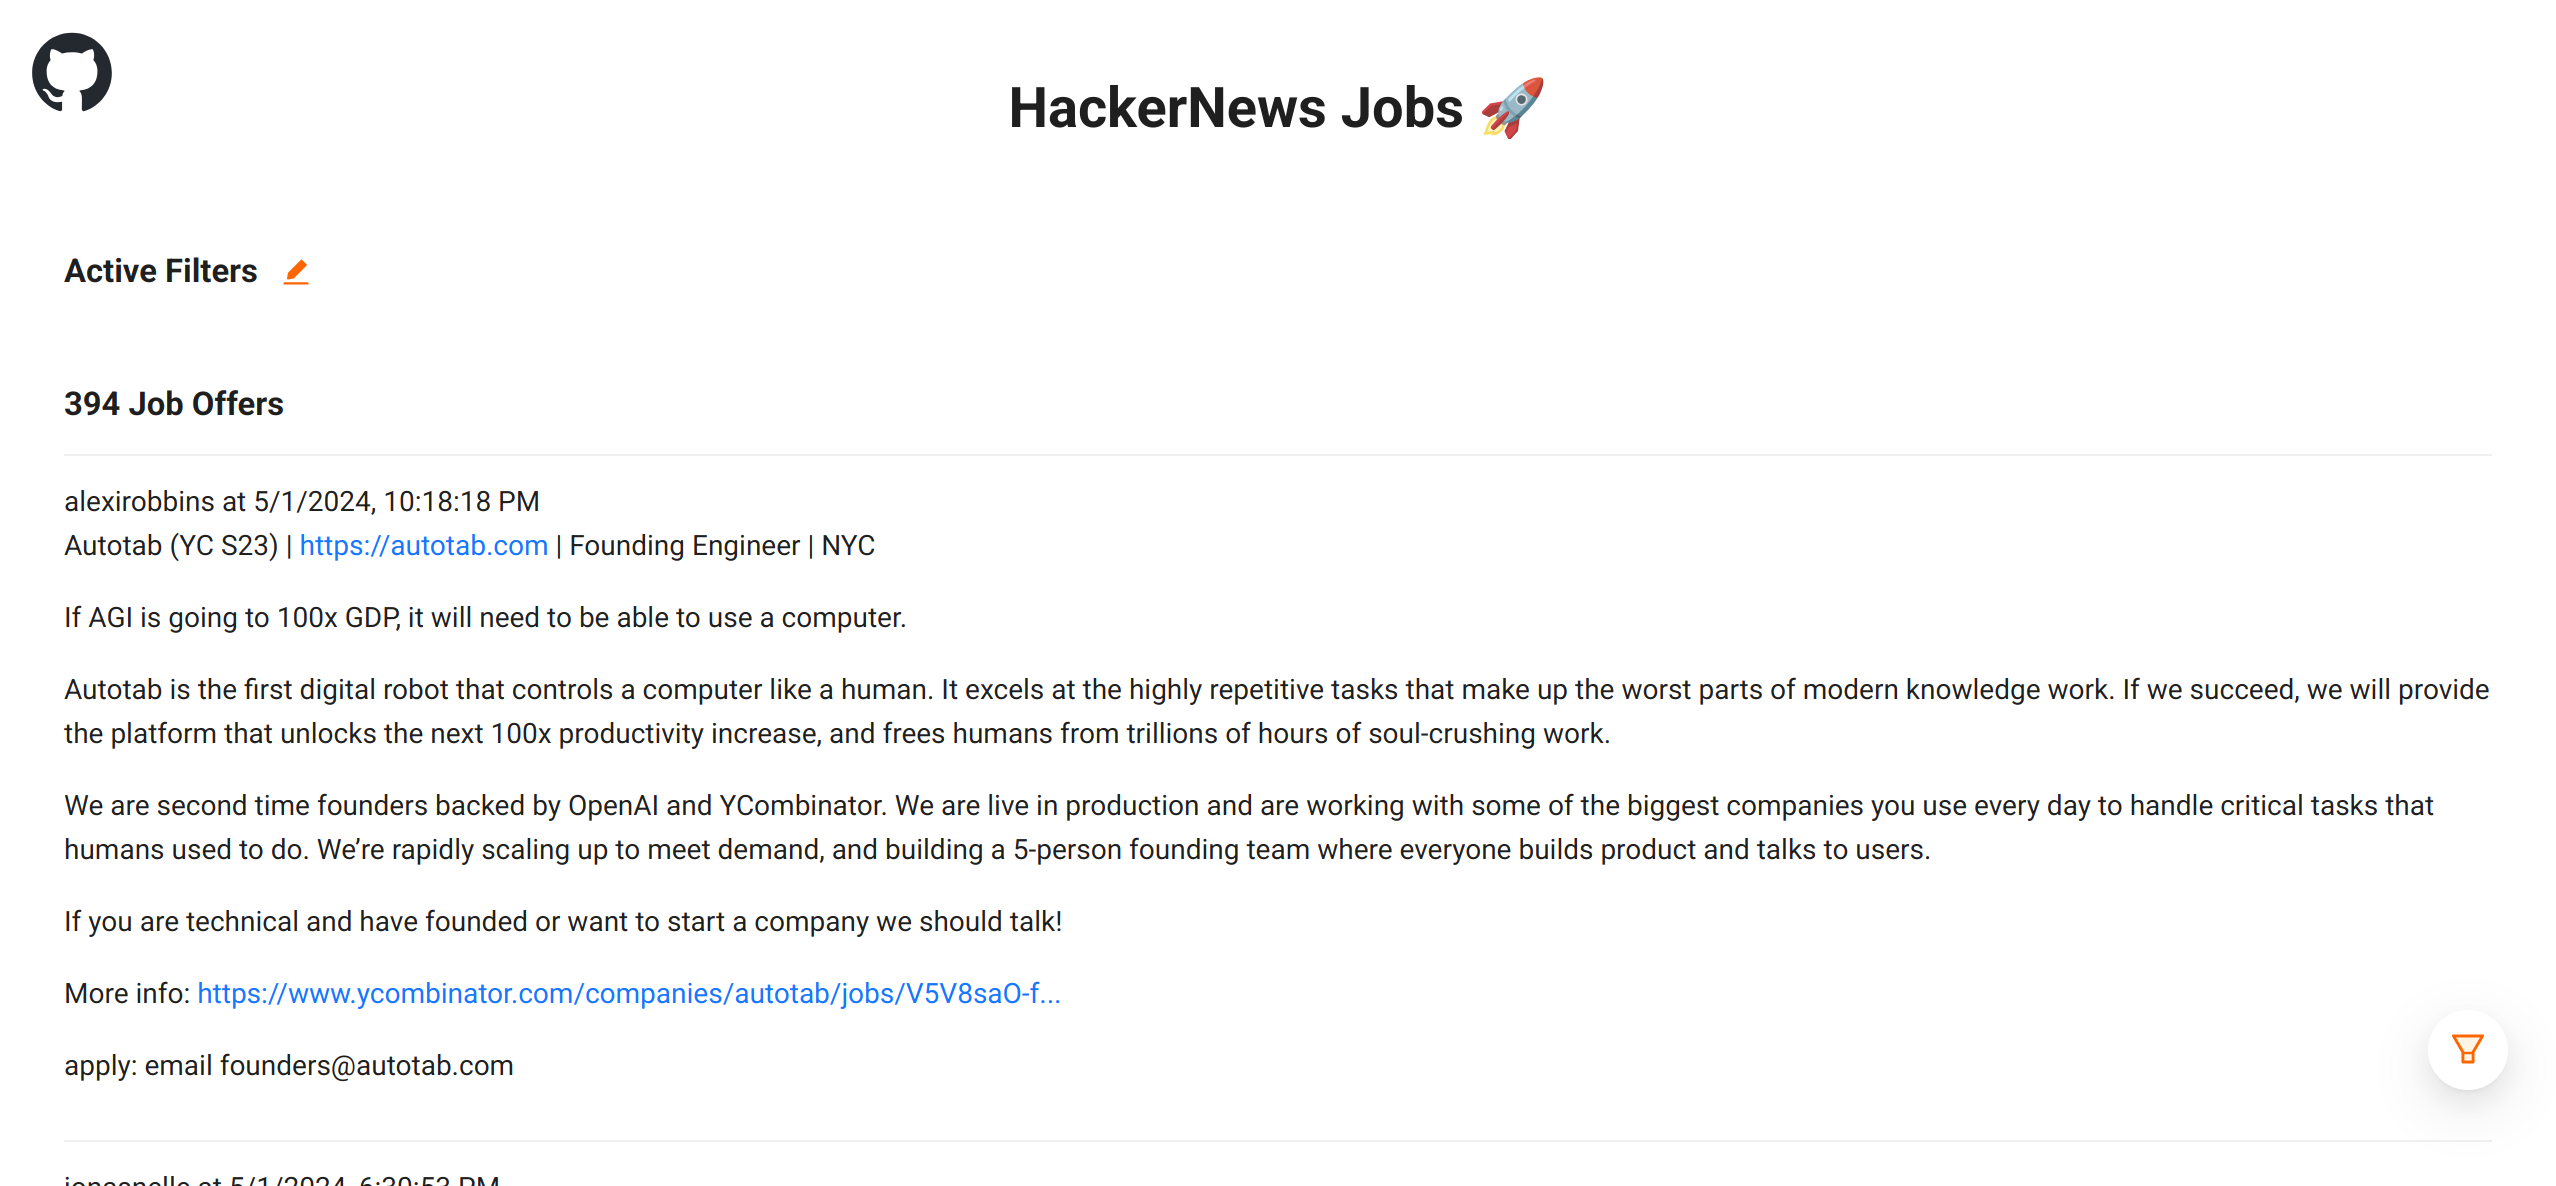 HackerNews Jobs 🚀
Active Filters
394 Job Offers
alexirobbins at 5/1/2024, 10:18:18 PM
Autotab (YC S23) | https://autotab.com | Founding Engineer | NYC
If AGI is going to 100x GDP, it will need to be able to use a computer.
Autotab is the first digital robot that controls a computer like a human. It excels at the highly repetitive tasks that make up the worst parts of modern knowledge work. If we succeed, we will provide
the platform that unlocks the next 100x productivity increase, and frees humans from trillions of hours of soul-crushing work.
We are second time founders backed by OpenAI and YCombinator. We are live in production and are working with some of the biggest companies you use every day to handle critical tasks that
humans used to do. We’re rapidly scaling up to meet demand, and building a 5-person founding team where everyone builds product and talks to users.
If you are technical and have founded or want to start a company we should talk!
More info: https://www.ycombinator.com/companies/autotab/jobs/V5V8saO-f...
apply: email founders@autotab.com
at 5/1/2024, 6:30:53 PM